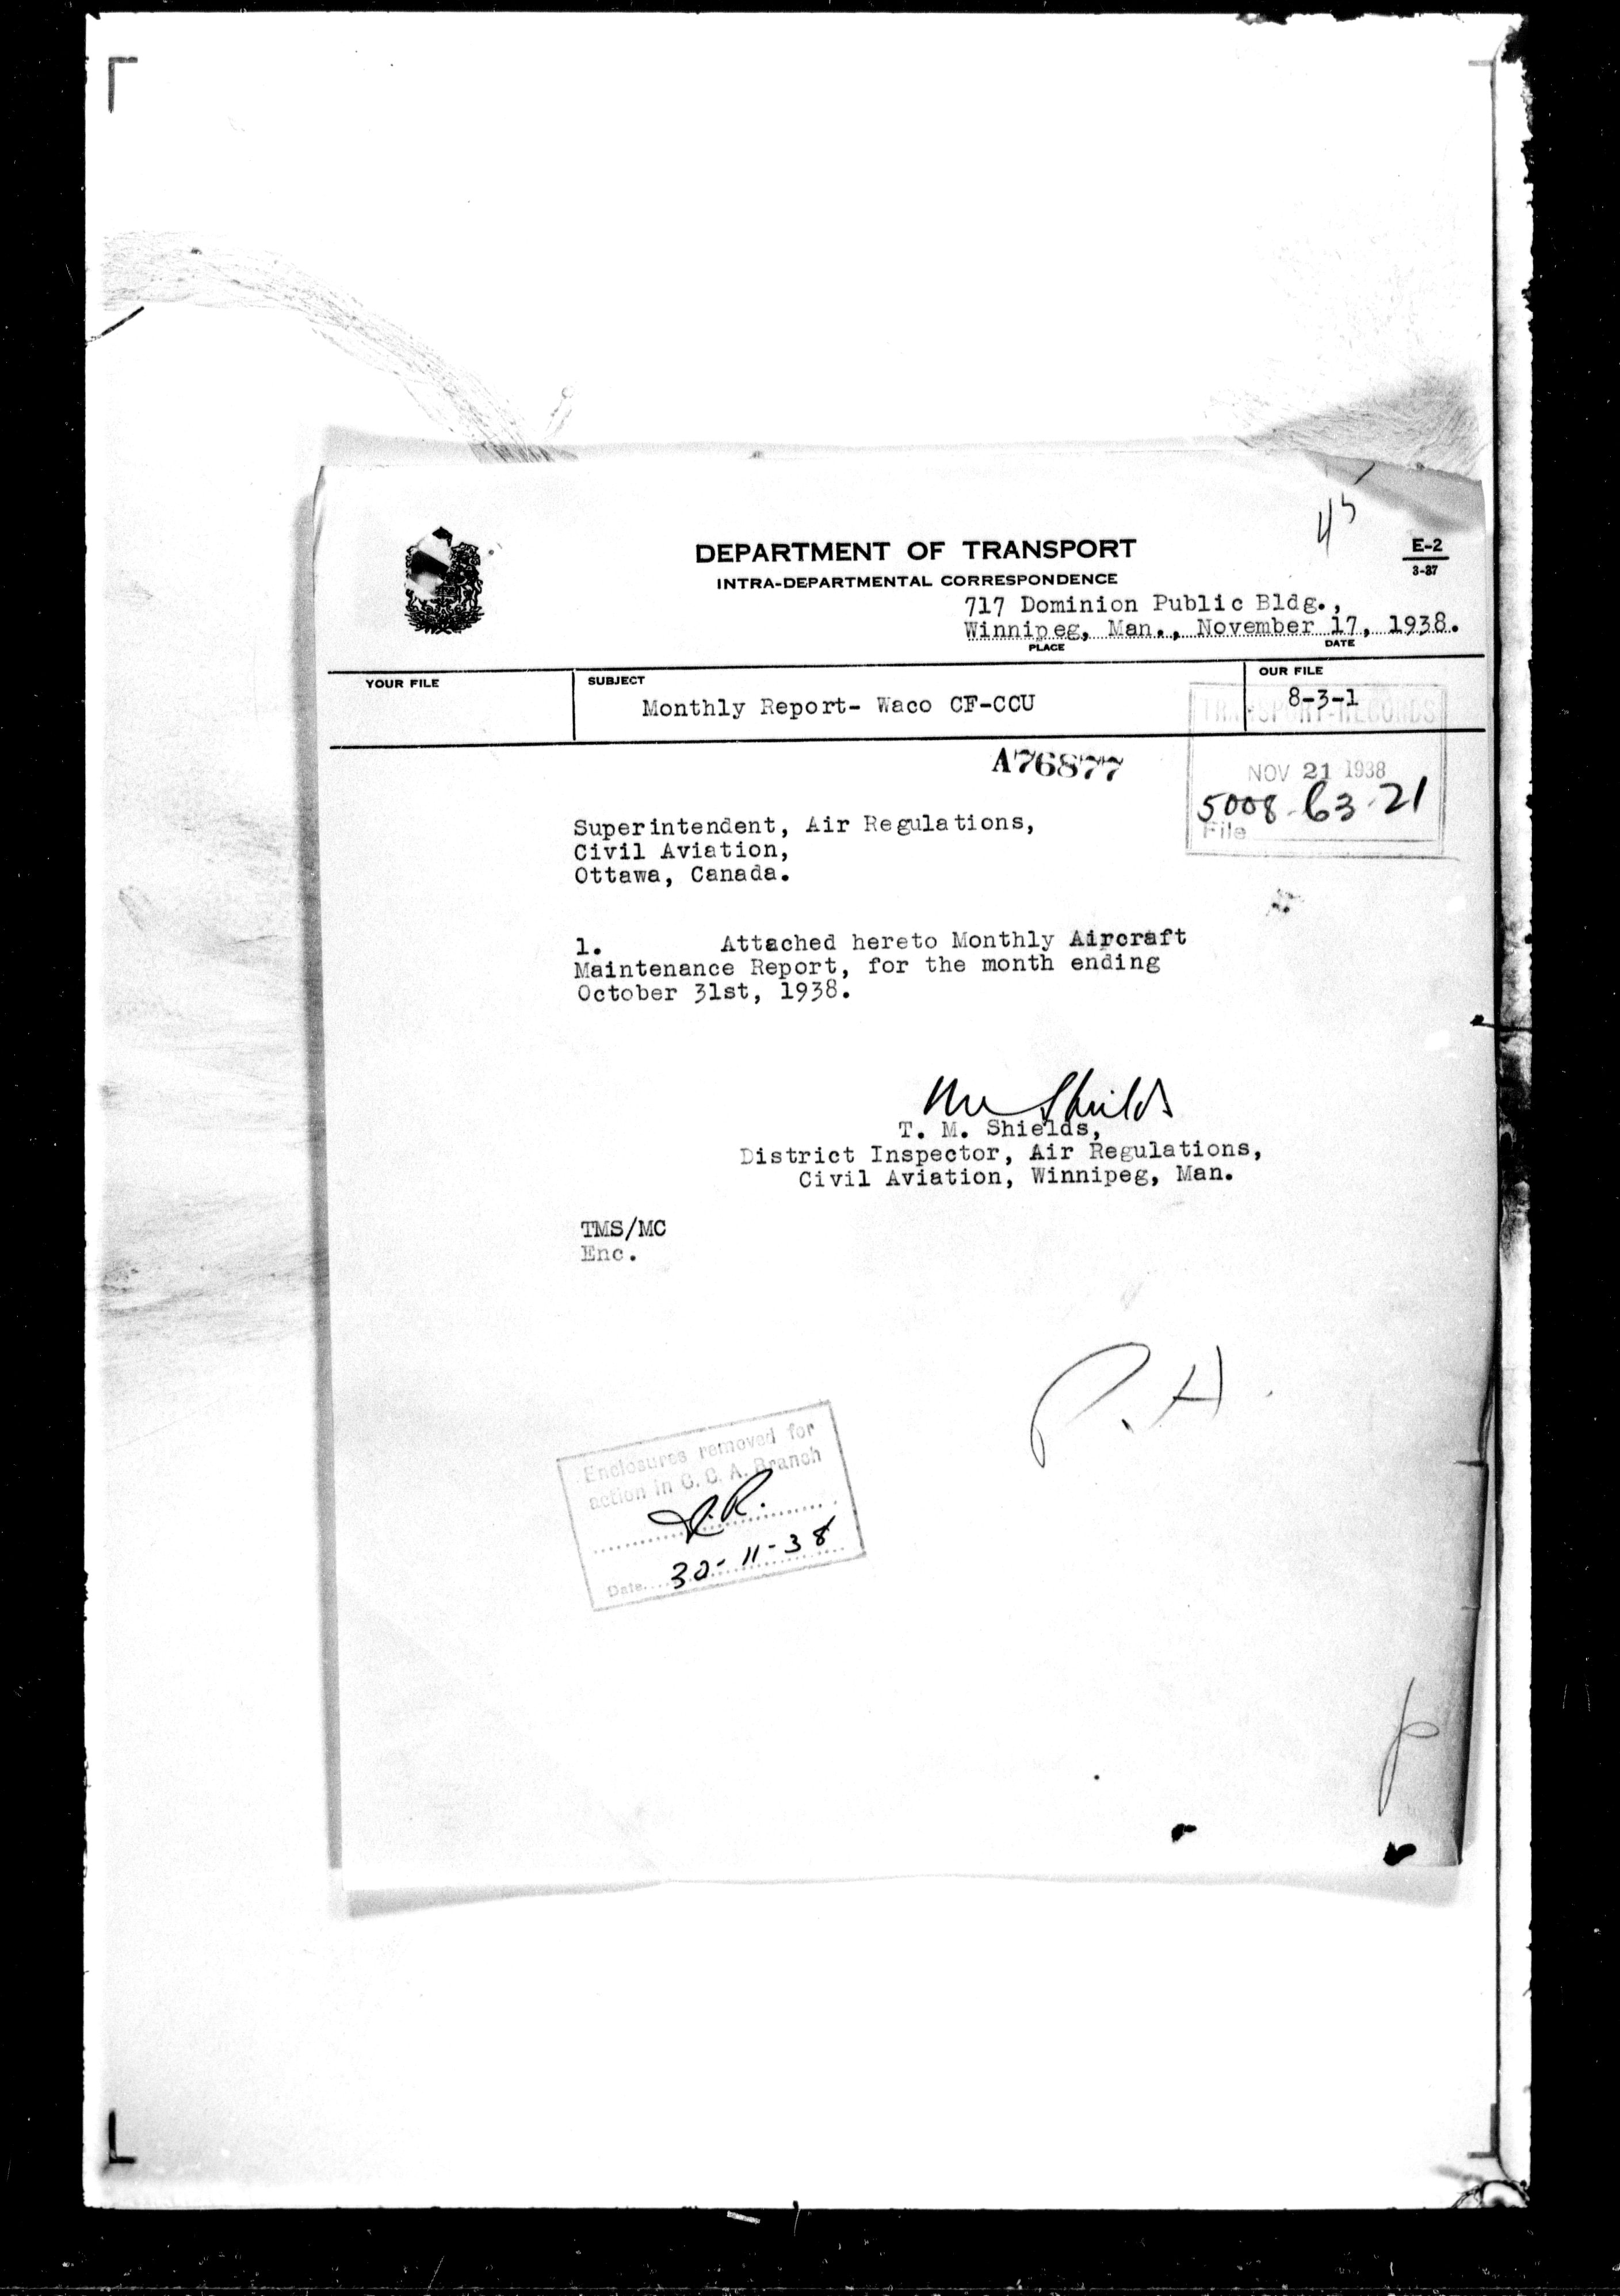 45
DEPARTMENT OF TRANSPORT
E-2
3-37
INTRA-DEPARTMENTAL CORRESPONDENCE
717 Dominion Public Bldg.,
Winnipeg, Man., November 17, 1938.
PLACE DATE
YOUR FILE SUBJECT OUR FILE
Monthly Report- Waco CF-CCU 8-3-1
TRANSPORT-RECORDS
A76877
NOV 21 1938
5008-63-21
File
Superintendent, Air Regulations,
Civil Aviation,
Ottawa, Canada.
1. Attached hereto Monthly Aircraft
Maintenance Report, for the month ending
October 31st, 1938.
T. M. Shields,
District Inspector, Air Regulations,
Civil Aviation, Winnipeg, Man.
TMS/MC
Enc.
P.A.
Enclosures removed for
action in C. C. A. Branch
Date 30-11-38